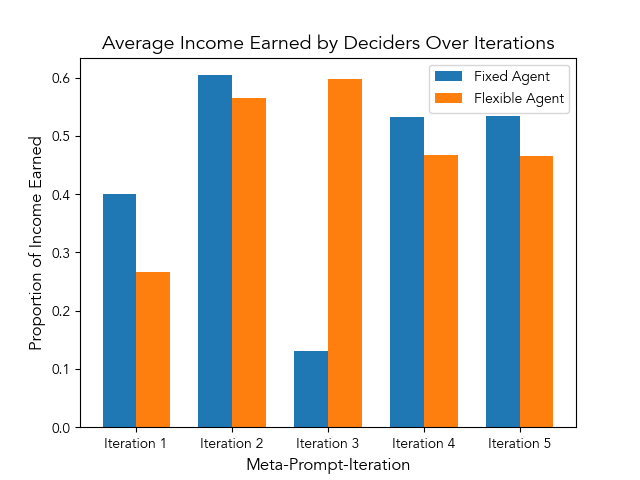 Average Income Earned by Deciders Over Iterations
Fixed Agent
Flexible Agent
Proportion of Income Earned
0.6
0.5
0.4
0.3
0.2
0.1
0.0
Iteration 1
Iteration 2
Iteration 3
Iteration 4
Iteration 5
Meta-Prompt-Iteration